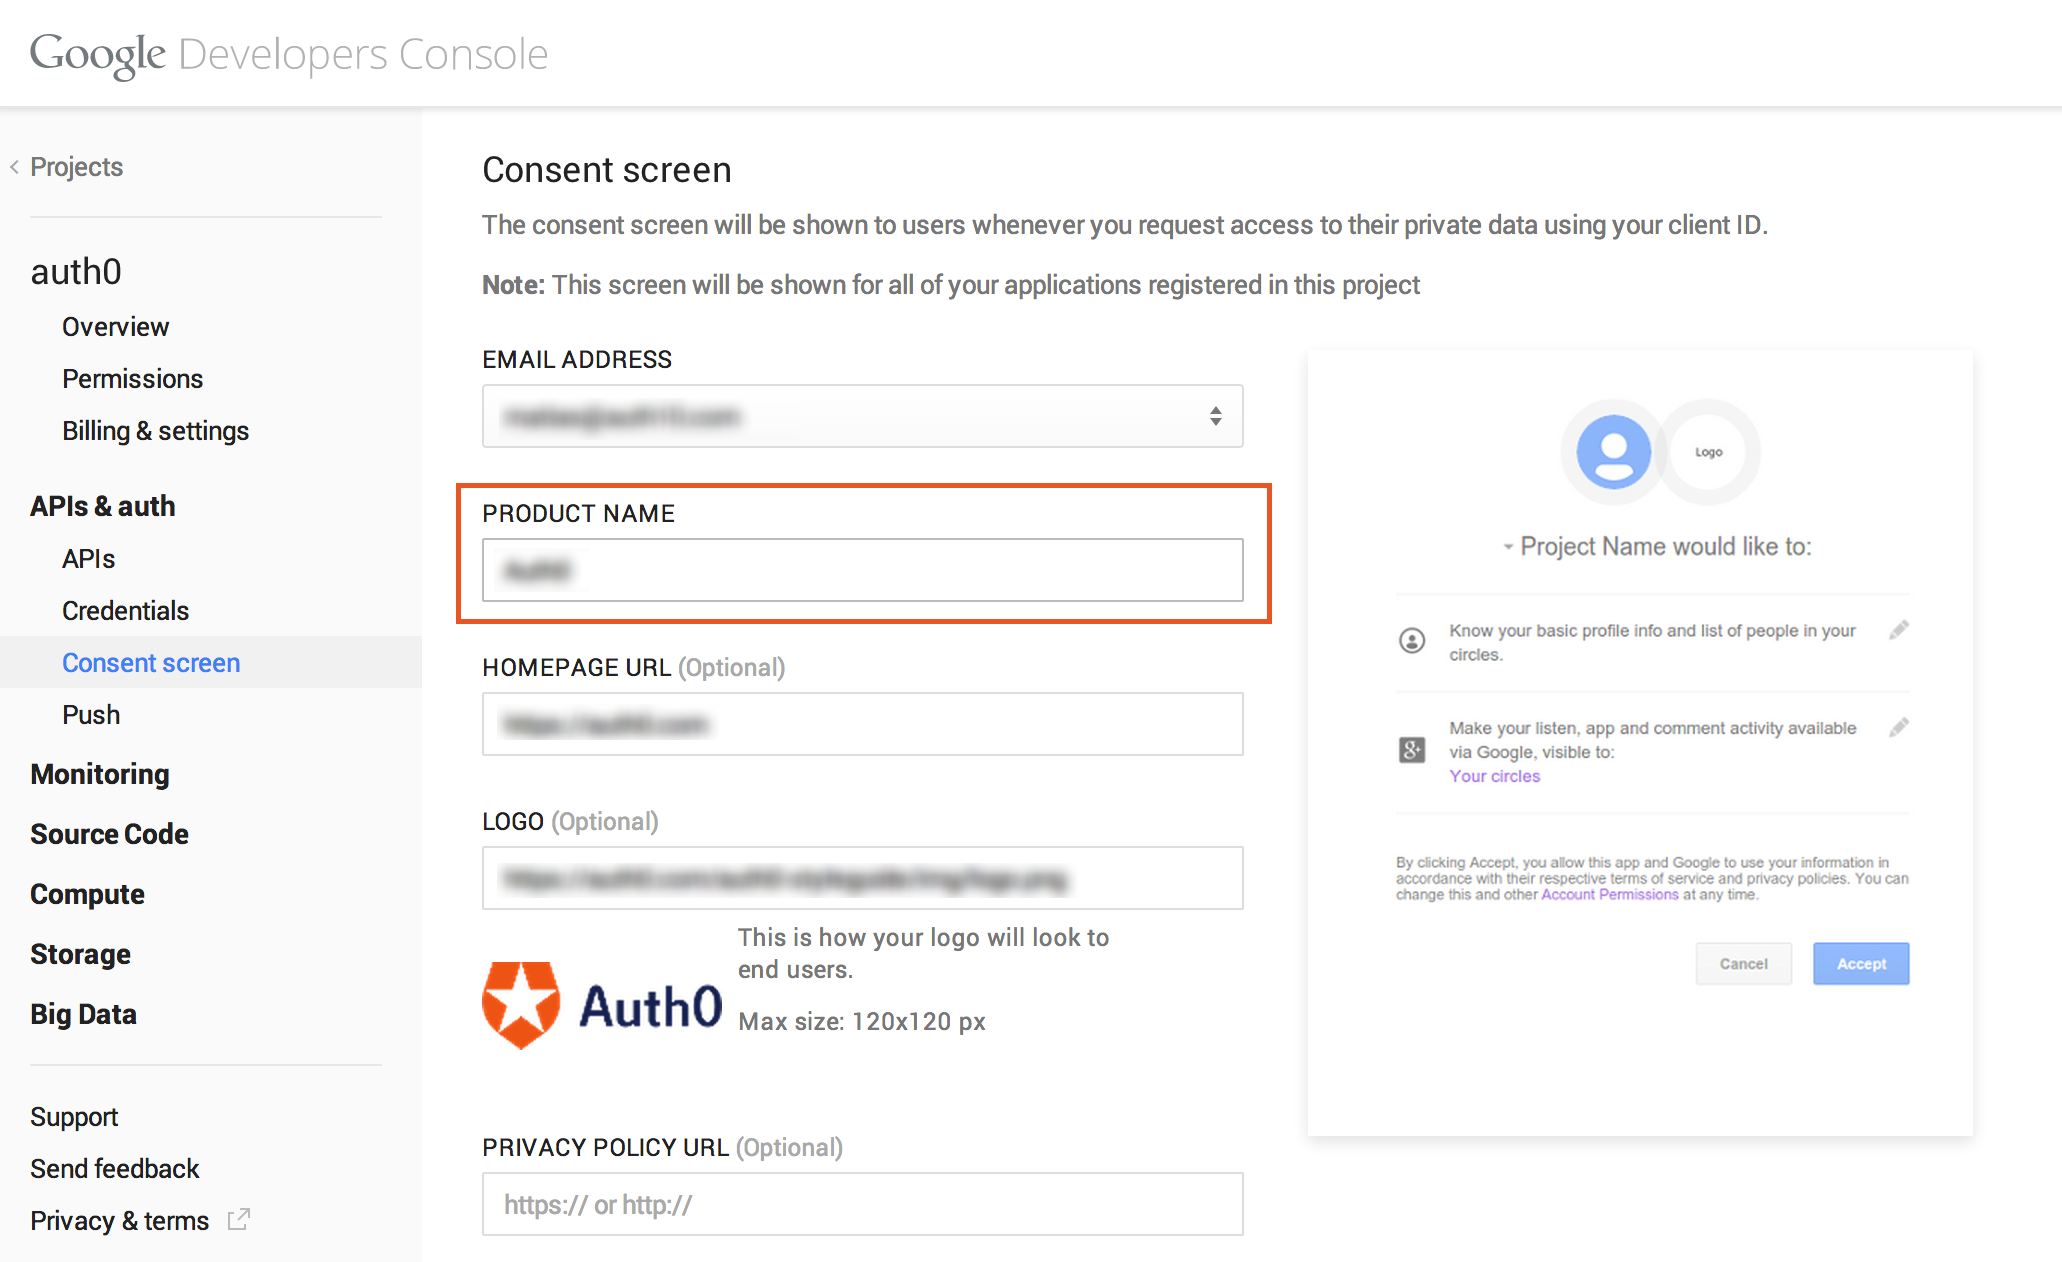 Google Developers Console
Projects
auth0
Overview
Permissions
Billing & settings
APIs & auth
APIs
Credentials
Consent screen
Push
Monitoring
Source Code
Compute
Storage
Big Data
Support
Send feedback
Privacy & terms
Consent screen
The consent screen will be shown to users whenever you request access to their private data using your client ID.
Note: This screen will be shown for all of your applications registered in this project
EMAIL ADDRESS
PRODUCT NAME
HOMEPAGE URL (Optional)
LOGO (Optional)
Auth0
This is how your logo will look to
end users.
Max size: 120x120 px
PRIVACY POLICY URL (Optional)
https:// or http://
Logo
Project Name would like to:
Know your basic profile info and list of people in your
circles.
Make your listen, app and comment activity available
via Google, visible to:
Your circles
By clicking Accept, you allow this app and Google to use your information in
accordance with their respective terms of service and privacy policies. You can
change this and other Account Permissions at any time.
Cancel
Accept